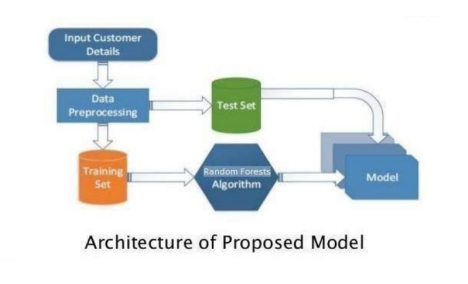 Input Customer
Details
Data
Preprocessing
Test Set
Training
Set
Random Forests
Algorithm
Model
Architecture of Proposed Model